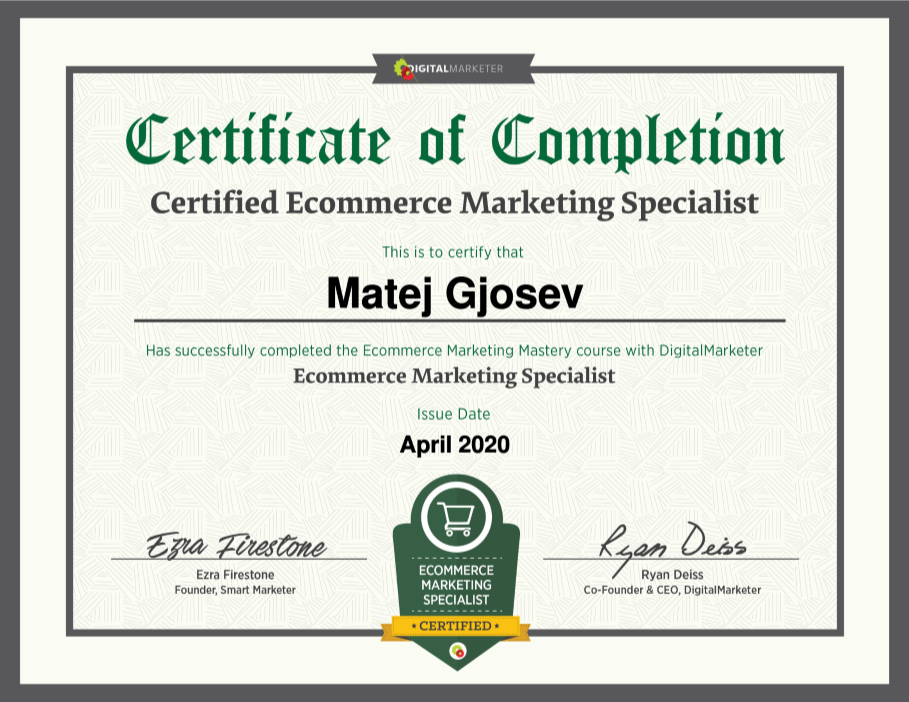 DIGITALMARKETER
Certificate of Completion
Certified Ecommerce Marketing Specialist
This is to certify that
Matej Gjosev
Has successfully completed the Ecommerce Marketing Mastery course with DigitalMarketer
Ecommerce Marketing Specialist
Issue Date
April 2020
Ezra Firestone
Ezra Firestone
Founder, Smart Marketer
ECOMMERCE
MARKETING
SPECIALIST
CERTIFIED
Ryan Deiss
Ryan Deiss
Co-Founder & CEO, DigitalMarketer